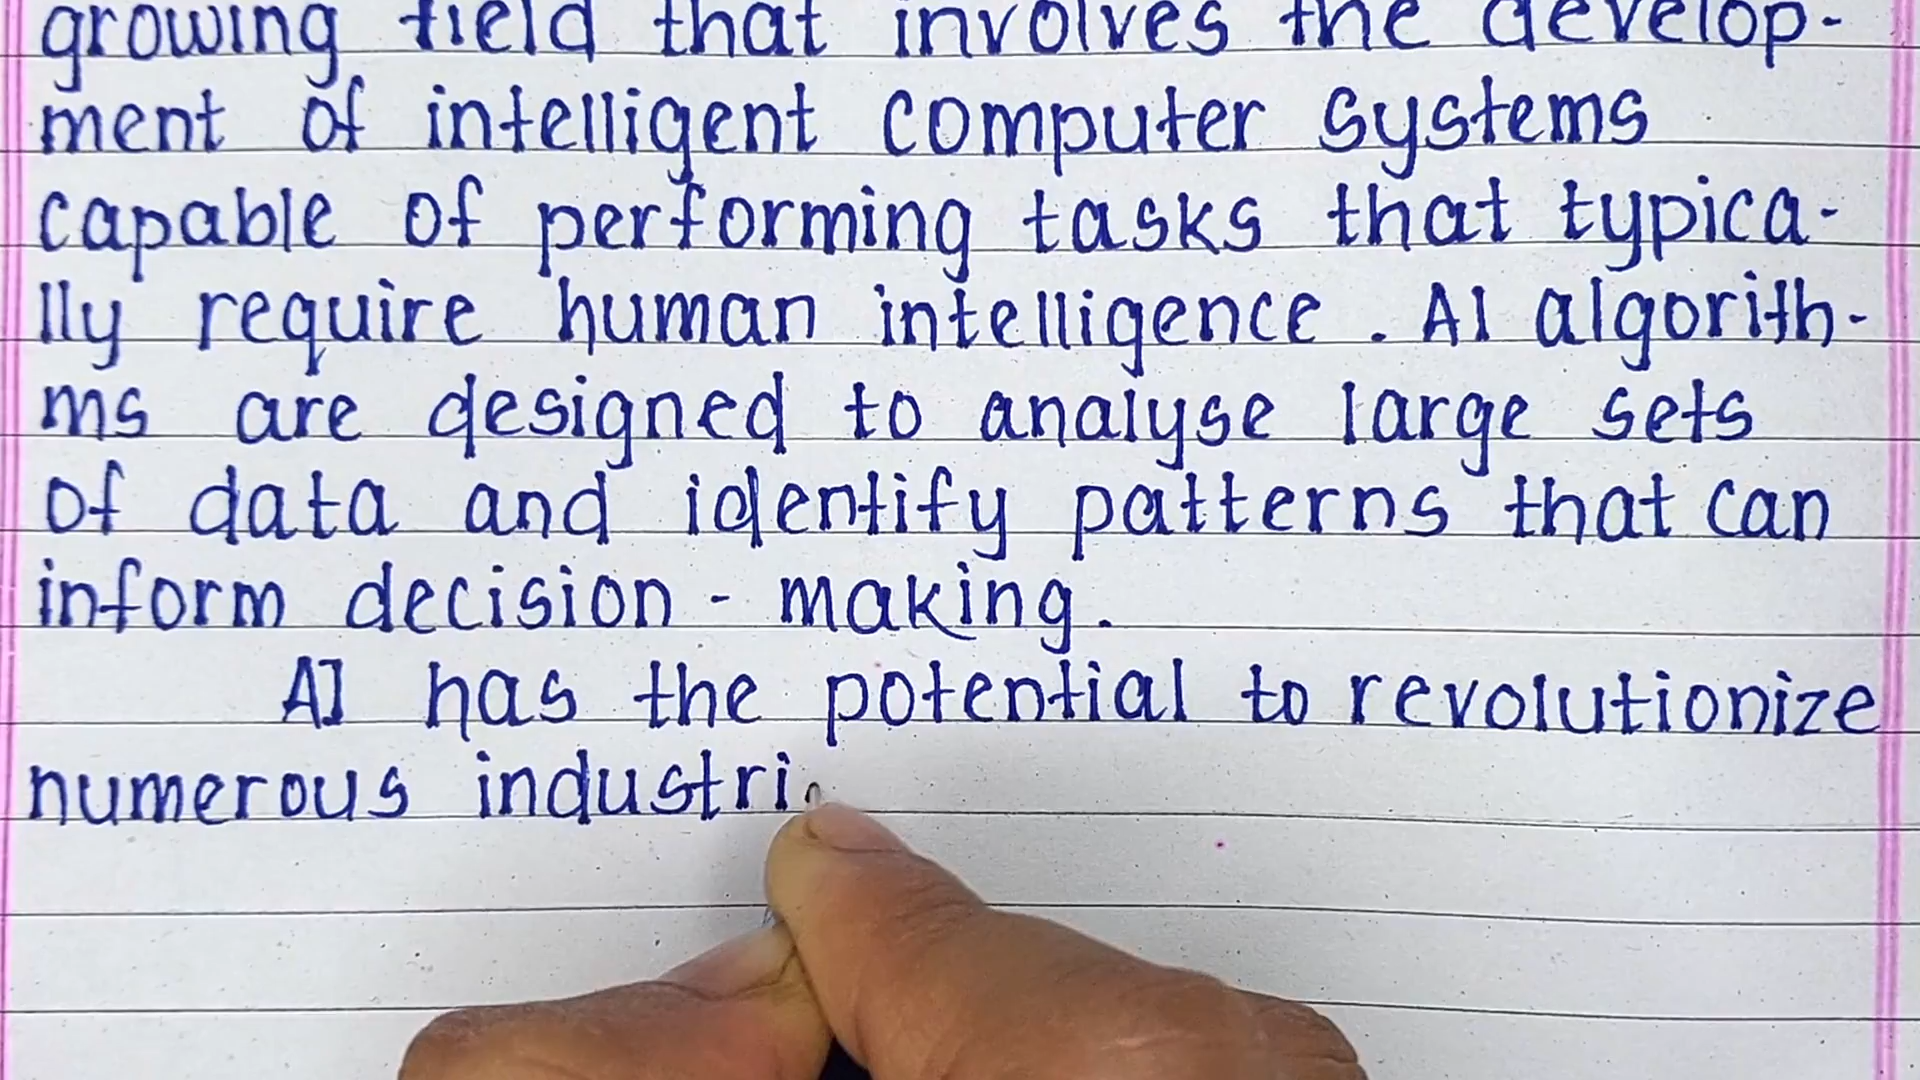 growing field that involves the develop-
ment of intelligent computer systems
capable of performing tasks that typica-
lly require human intelligence . AI algorith-
ms are designed to analyse large sets
of data and identify patterns that can
inform decision - making.
AI has the potential to revolutionize
numerous industri